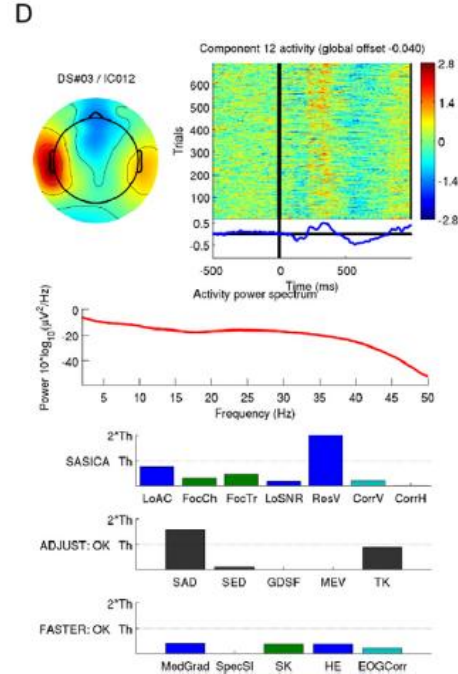 D
Component 12 activity (global offset -0.040)
DS#03 / IC012
Trials
600
500
400
300
200
100
2.8
1.4
0
-1.4
-2.8
0.5
-0.5
-500 0 500
Time (ms)
Activity power spectrum
Power 10*log10(µV²/Hz)
0
-20
-40
5 10 15 20 25 30 35 40 45 50
Frequency (Hz)
2*Th
SASICA Th
LoAC FocCh FocTr LoSNR ResV CorrV CorrH
2*Th
ADJUST: OK Th
SAD SED GDSF MEV TK
2*Th
FASTER: OK Th
MedGrad SpecSl SK HE EOGCorr